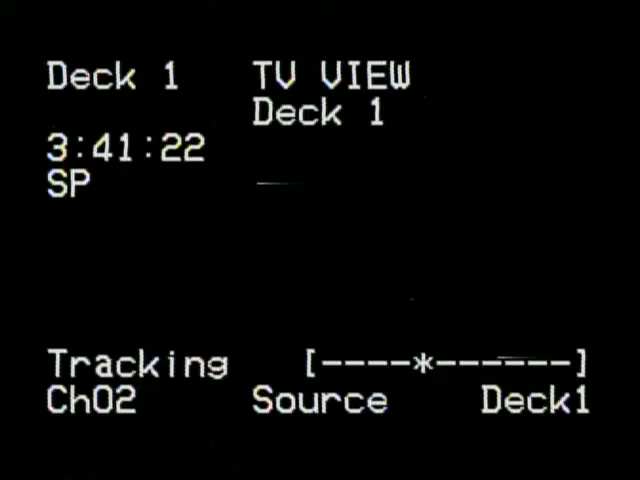 Deck 1 TV VIEW
Deck 1
3:41:22
SP
Tracking [----*------]
Ch02 Source Deck1